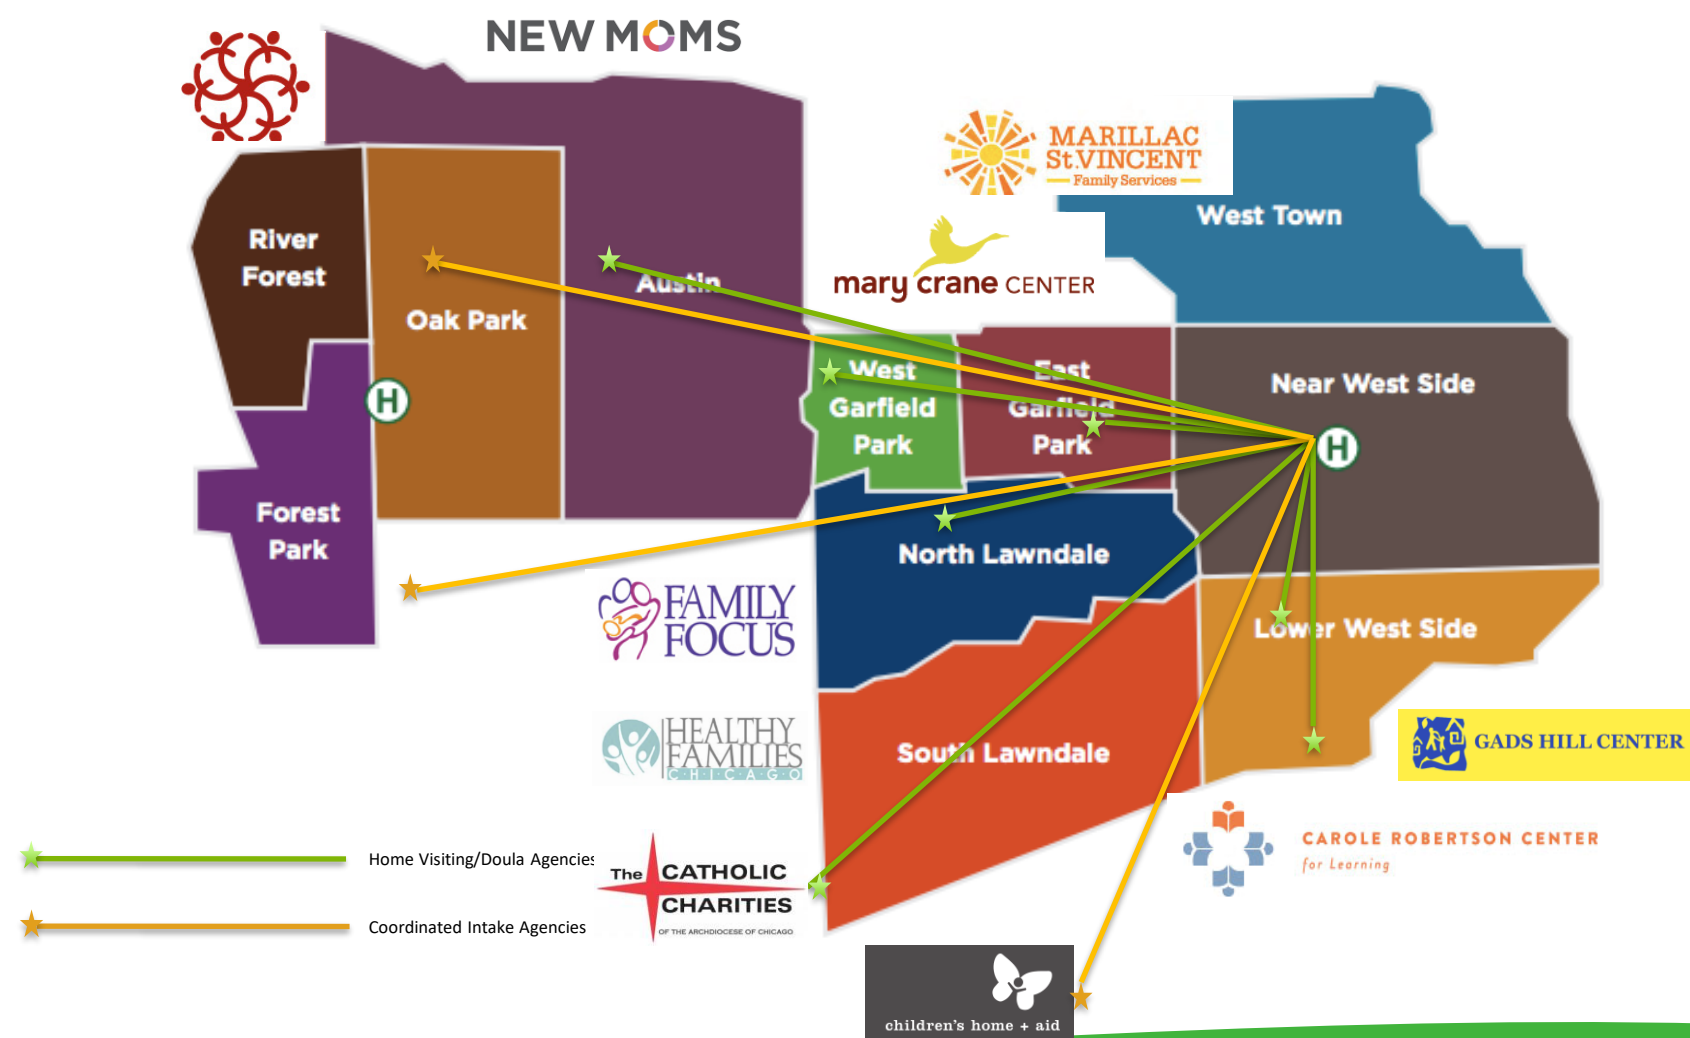 NEW MOMS
MARILLAC
St.VINCENT
Family Services
West Town
mary crane CENTER
River
Forest
Oak Park
Austin
West
Garfield
Park
East
Garfield
Park
Near West Side
H
H
Forest
Park
North Lawndale
FAMILY
FOCUS
Lower West Side
HEALTHY
FAMILIES
C·H·I·C·A·G·O
South Lawndale
GADS HILL CENTER
CAROLE ROBERTSON CENTER
for Learning
Home Visiting/Doula Agencies
The CATHOLIC
CHARITIES
OF THE ARCHDIOCESE OF CHICAGO
Coordinated Intake Agencies
children's home + aid